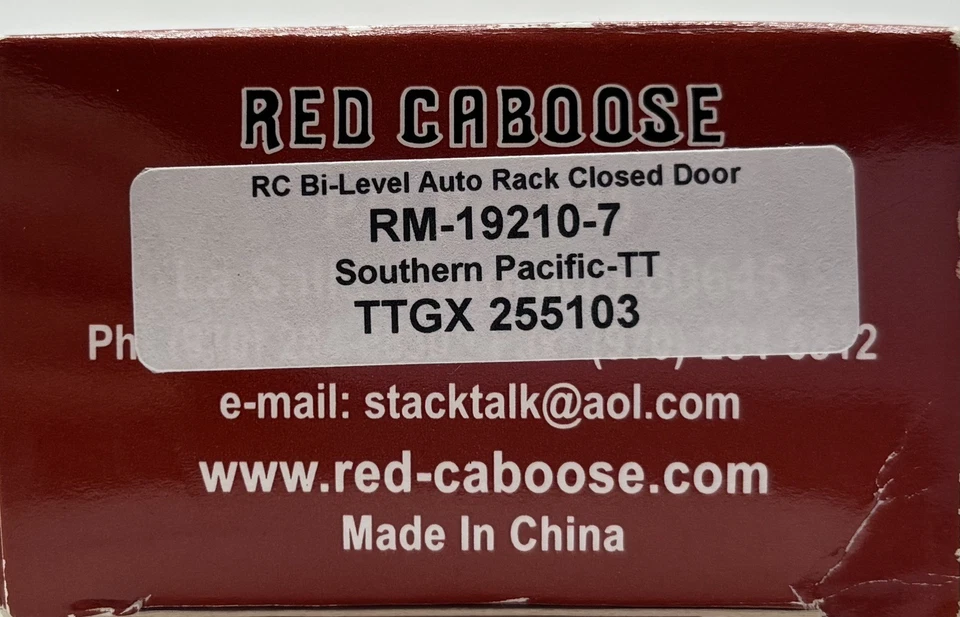 RED CABOOSE
RC Bi-Level Auto Rack Closed Door
RM-19210-7
Southern Pacific-TT
TTGX 255103
e-mail: stacktalk@aol.com
www.red-caboose.com
Made In China